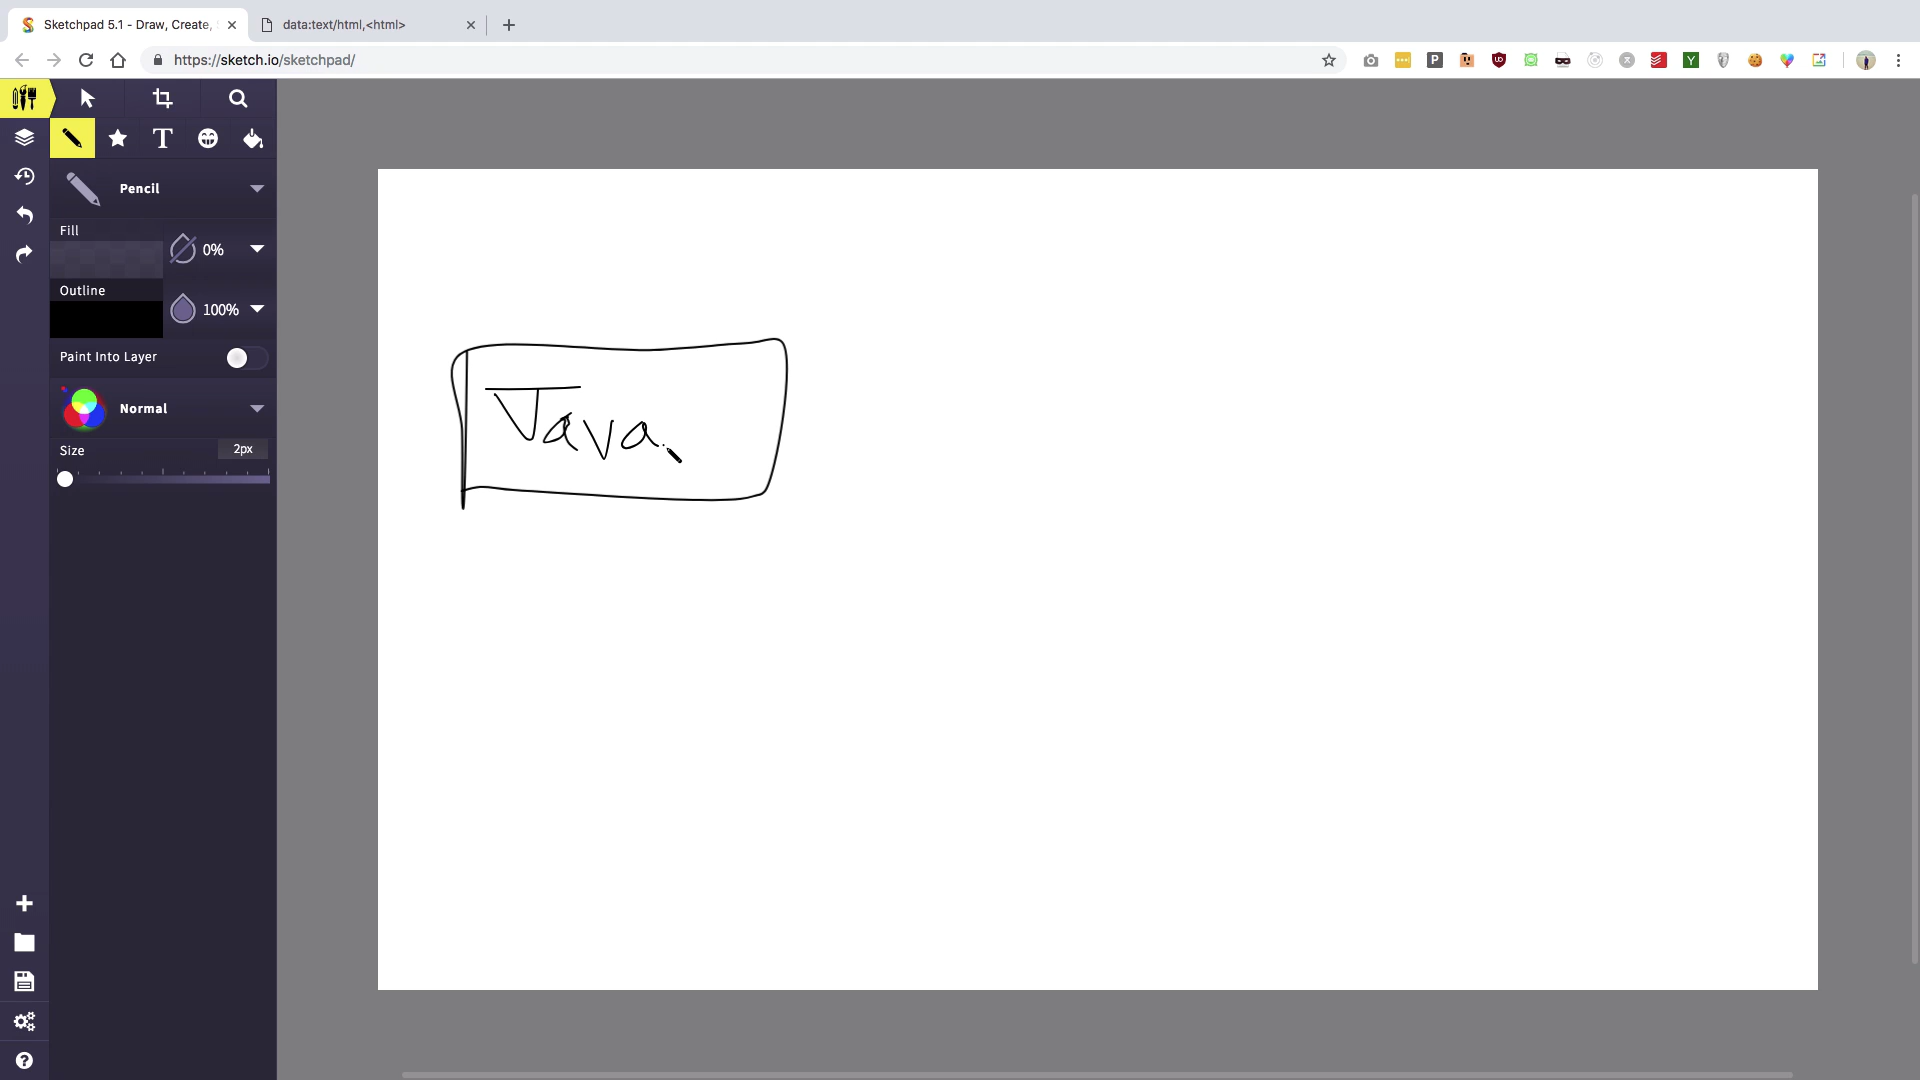 Sketchpad 5.1 - Draw, Create,
data:text/html,<html>
https://sketch.io/sketchpad/
Pencil
Fill
0%
Outline
100%
Paint Into Layer
Normal
Size
2px
Java